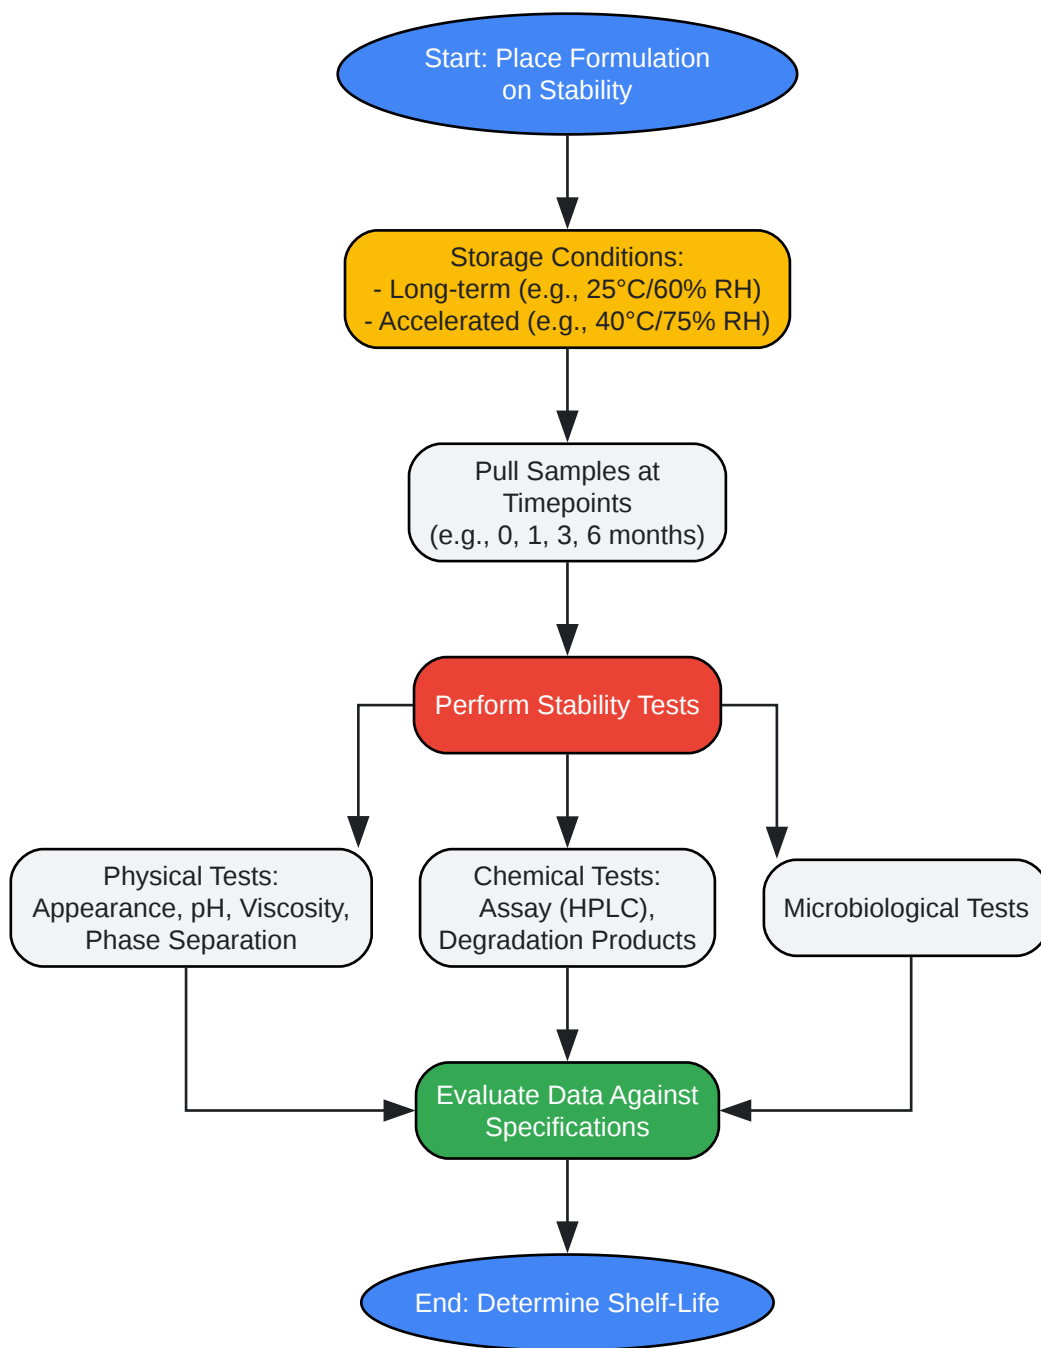 Start: Place Formulation
on Stability
Storage Conditions:
- Long-term (e.g., 25°C/60% RH)
- Accelerated (e.g., 40°C/75% RH)
Pull Samples at
Timepoints
(e.g., 0, 1, 3, 6 months)
Perform Stability Tests
Physical Tests:
Appearance, pH, Viscosity,
Phase Separation
Chemical Tests:
Assay (HPLC),
Degradation Products
Microbiological Tests
Evaluate Data Against
Specifications
End: Determine Shelf-Life